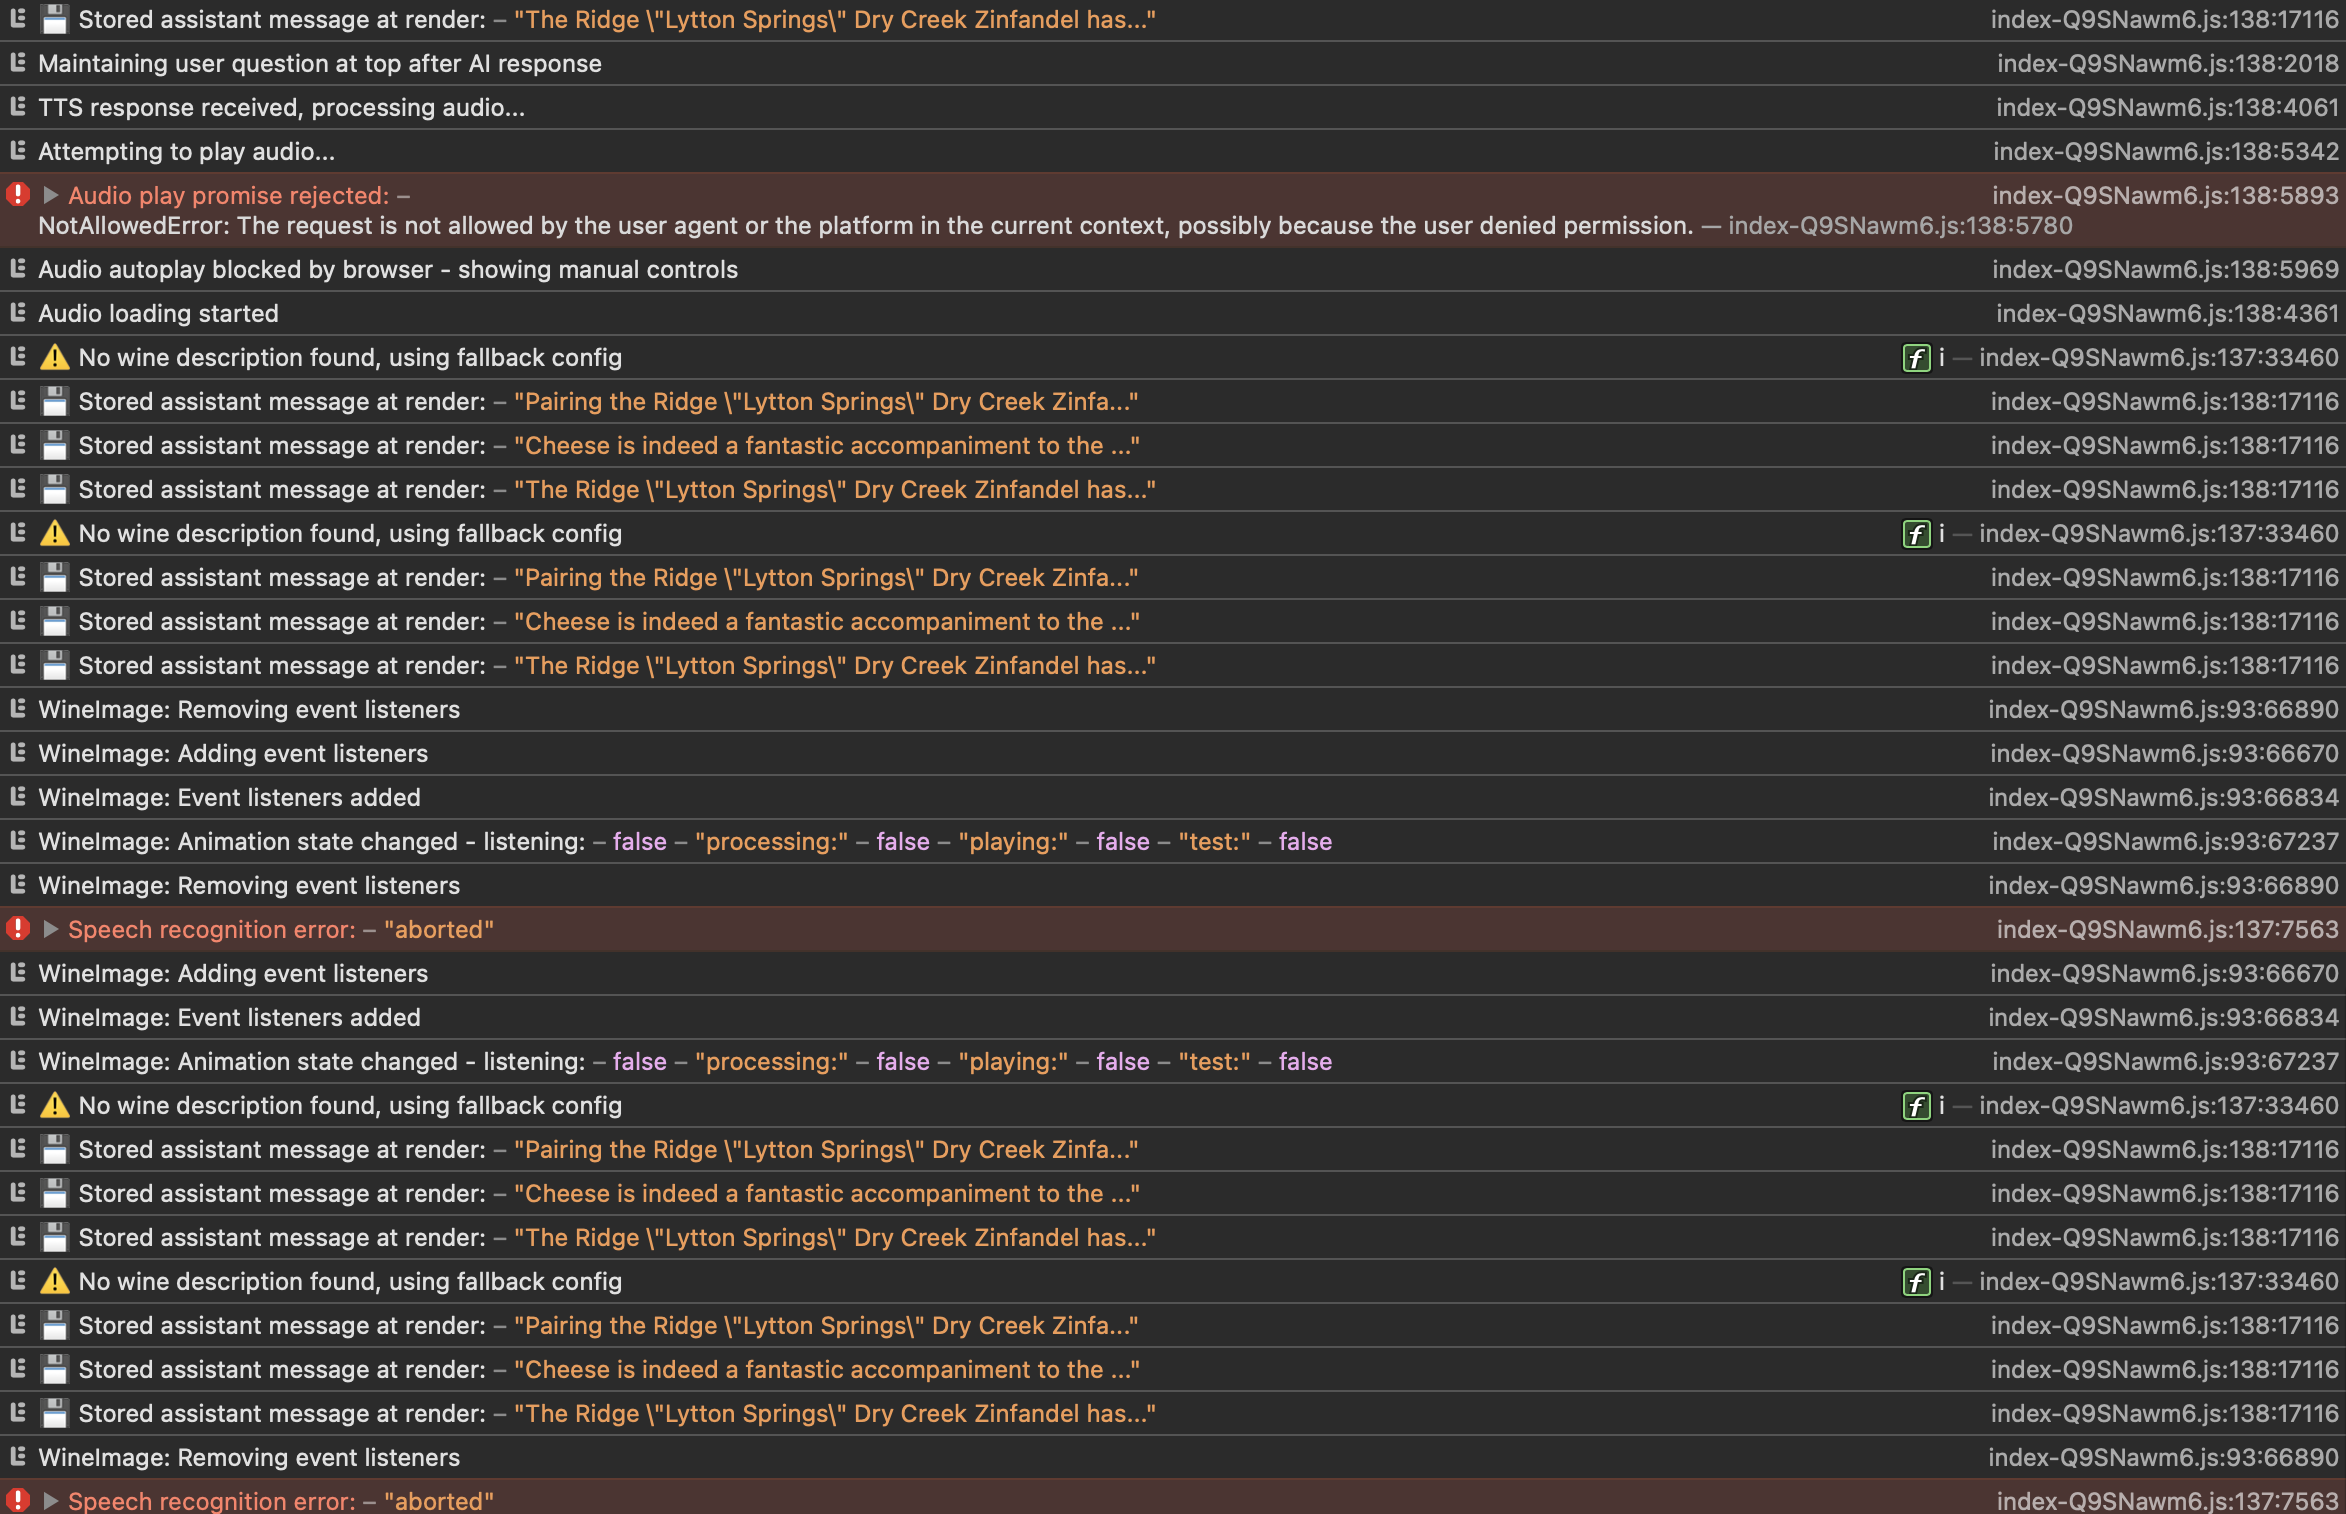 💾 Stored assistant message at render: – "The Ridge \"Lytton Springs\" Dry Creek Zinfandel has..." index-Q9SNawm6.js:138:17116
Maintaining user question at top after AI response index-Q9SNawm6.js:138:2018
TTS response received, processing audio... index-Q9SNawm6.js:138:4061
Attempting to play audio... index-Q9SNawm6.js:138:5342
Audio play promise rejected: – index-Q9SNawm6.js:138:5893
NotAllowedError: The request is not allowed by the user agent or the platform in the current context, possibly because the user denied permission. — index-Q9SNawm6.js:138:5780
Audio autoplay blocked by browser - showing manual controls index-Q9SNawm6.js:138:5969
Audio loading started index-Q9SNawm6.js:138:4361
⚠️ No wine description found, using fallback config f i — index-Q9SNawm6.js:137:33460
💾 Stored assistant message at render: – "Pairing the Ridge \"Lytton Springs\" Dry Creek Zinfa..." index-Q9SNawm6.js:138:17116
💾 Stored assistant message at render: – "Cheese is indeed a fantastic accompaniment to the ..." index-Q9SNawm6.js:138:17116
💾 Stored assistant message at render: – "The Ridge \"Lytton Springs\" Dry Creek Zinfandel has..." index-Q9SNawm6.js:138:17116
⚠️ No wine description found, using fallback config f i — index-Q9SNawm6.js:137:33460
💾 Stored assistant message at render: – "Pairing the Ridge \"Lytton Springs\" Dry Creek Zinfa..." index-Q9SNawm6.js:138:17116
💾 Stored assistant message at render: – "Cheese is indeed a fantastic accompaniment to the ..." index-Q9SNawm6.js:138:17116
💾 Stored assistant message at render: – "The Ridge \"Lytton Springs\" Dry Creek Zinfandel has..." index-Q9SNawm6.js:138:17116
WineImage: Removing event listeners index-Q9SNawm6.js:93:66890
WineImage: Adding event listeners index-Q9SNawm6.js:93:66670
WineImage: Event listeners added index-Q9SNawm6.js:93:66834
WineImage: Animation state changed - listening: – false – "processing:" – false – "playing:" – false – "test:" – false index-Q9SNawm6.js:93:67237
WineImage: Removing event listeners index-Q9SNawm6.js:93:66890
Speech recognition error: – "aborted" index-Q9SNawm6.js:137:7563
WineImage: Adding event listeners index-Q9SNawm6.js:93:66670
WineImage: Event listeners added index-Q9SNawm6.js:93:66834
WineImage: Animation state changed - listening: – false – "processing:" – false – "playing:" – false – "test:" – false index-Q9SNawm6.js:93:67237
⚠️ No wine description found, using fallback config f i — index-Q9SNawm6.js:137:33460
💾 Stored assistant message at render: – "Pairing the Ridge \"Lytton Springs\" Dry Creek Zinfa..." index-Q9SNawm6.js:138:17116
💾 Stored assistant message at render: – "Cheese is indeed a fantastic accompaniment to the ..." index-Q9SNawm6.js:138:17116
💾 Stored assistant message at render: – "The Ridge \"Lytton Springs\" Dry Creek Zinfandel has..." index-Q9SNawm6.js:138:17116
⚠️ No wine description found, using fallback config f i — index-Q9SNawm6.js:137:33460
💾 Stored assistant message at render: – "Pairing the Ridge \"Lytton Springs\" Dry Creek Zinfa..." index-Q9SNawm6.js:138:17116
💾 Stored assistant message at render: – "Cheese is indeed a fantastic accompaniment to the ..." index-Q9SNawm6.js:138:17116
💾 Stored assistant message at render: – "The Ridge \"Lytton Springs\" Dry Creek Zinfandel has..." index-Q9SNawm6.js:138:17116
WineImage: Removing event listeners index-Q9SNawm6.js:93:66890
Speech recognition error: – "aborted" index-Q9SNawm6.js:137:7563